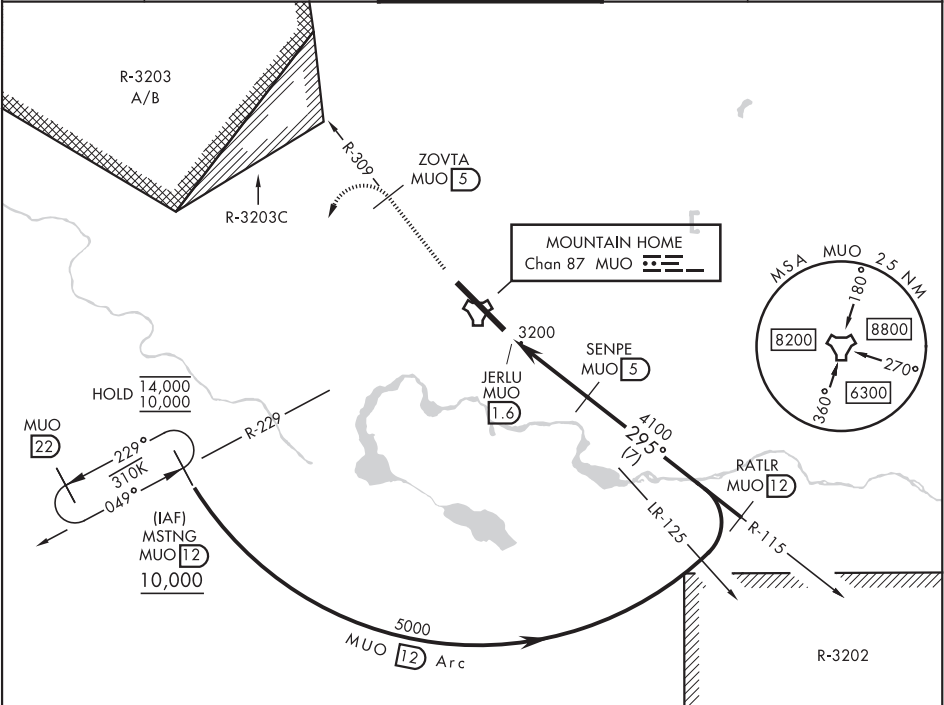 R-3203
A/B
R-3203C
R-309
ZOVTA
MUO 5
MOUNTAIN HOME
Chan 87 MUO
MSA MUO 25 NM
180°
8200
8800
270°
360°
6300
3200
JERLU
MUO
1.6
SENPE
MUO 5
4100
295°
(7)
RATLR
MUO 12
R-115
LR-125
HOLD 14,000
10,000
R-229
MUO
22
229°
310K
049°
(IAF)
MSTNG
MUO 12
10,000
5000
MUO 12 Arc
R-3202